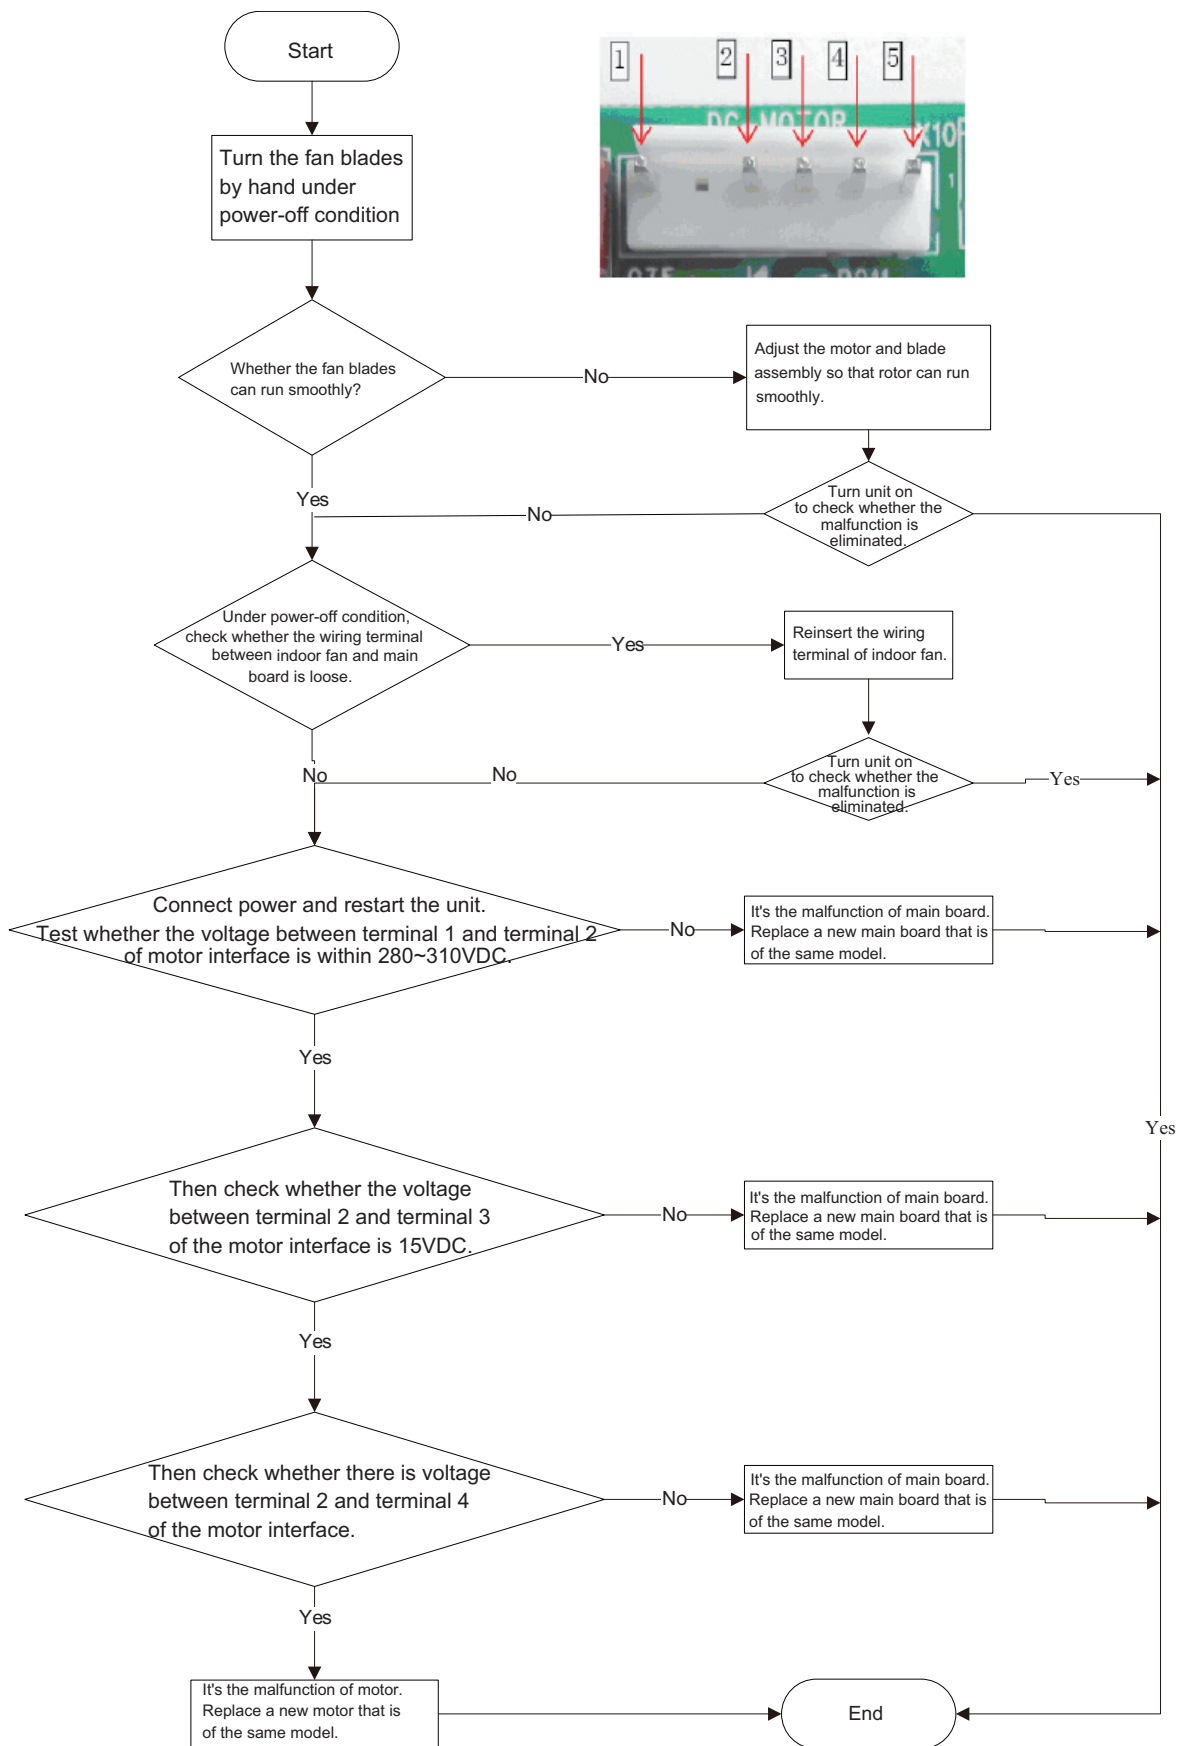 Start
1
2
3
4
5
DC MOTOR
1
Turn the fan blades
by hand under
power-off condition
Whether the fan blades
can run smoothly?
No
Adjust the motor and blade
assembly so that rotor can run
smoothly.
Yes
No
Turn unit on
to check whether the
malfunction is
eliminated.
Under power-off condition,
check whether the wiring terminal
between indoor fan and main
board is loose.
Yes
Reinsert the wiring
terminal of indoor fan.
No
No
Turn unit on
to check whether the
malfunction is
eliminated.
Yes
Connect power and restart the unit.
Test whether the voltage between terminal 1 and terminal 2
of motor interface is within 280~310VDC.
No
It's the malfunction of main board.
Replace a new main board that is
of the same model.
Yes
Yes
Then check whether the voltage
between terminal 2 and terminal 3
of the motor interface is 15VDC.
No
It's the malfunction of main board.
Replace a new main board that is
of the same model.
Yes
Then check whether there is voltage
between terminal 2 and terminal 4
of the motor interface.
No
It's the malfunction of main board.
Replace a new main board that is
of the same model.
Yes
It's the malfunction of motor.
Replace a new motor that is
of the same model.
End